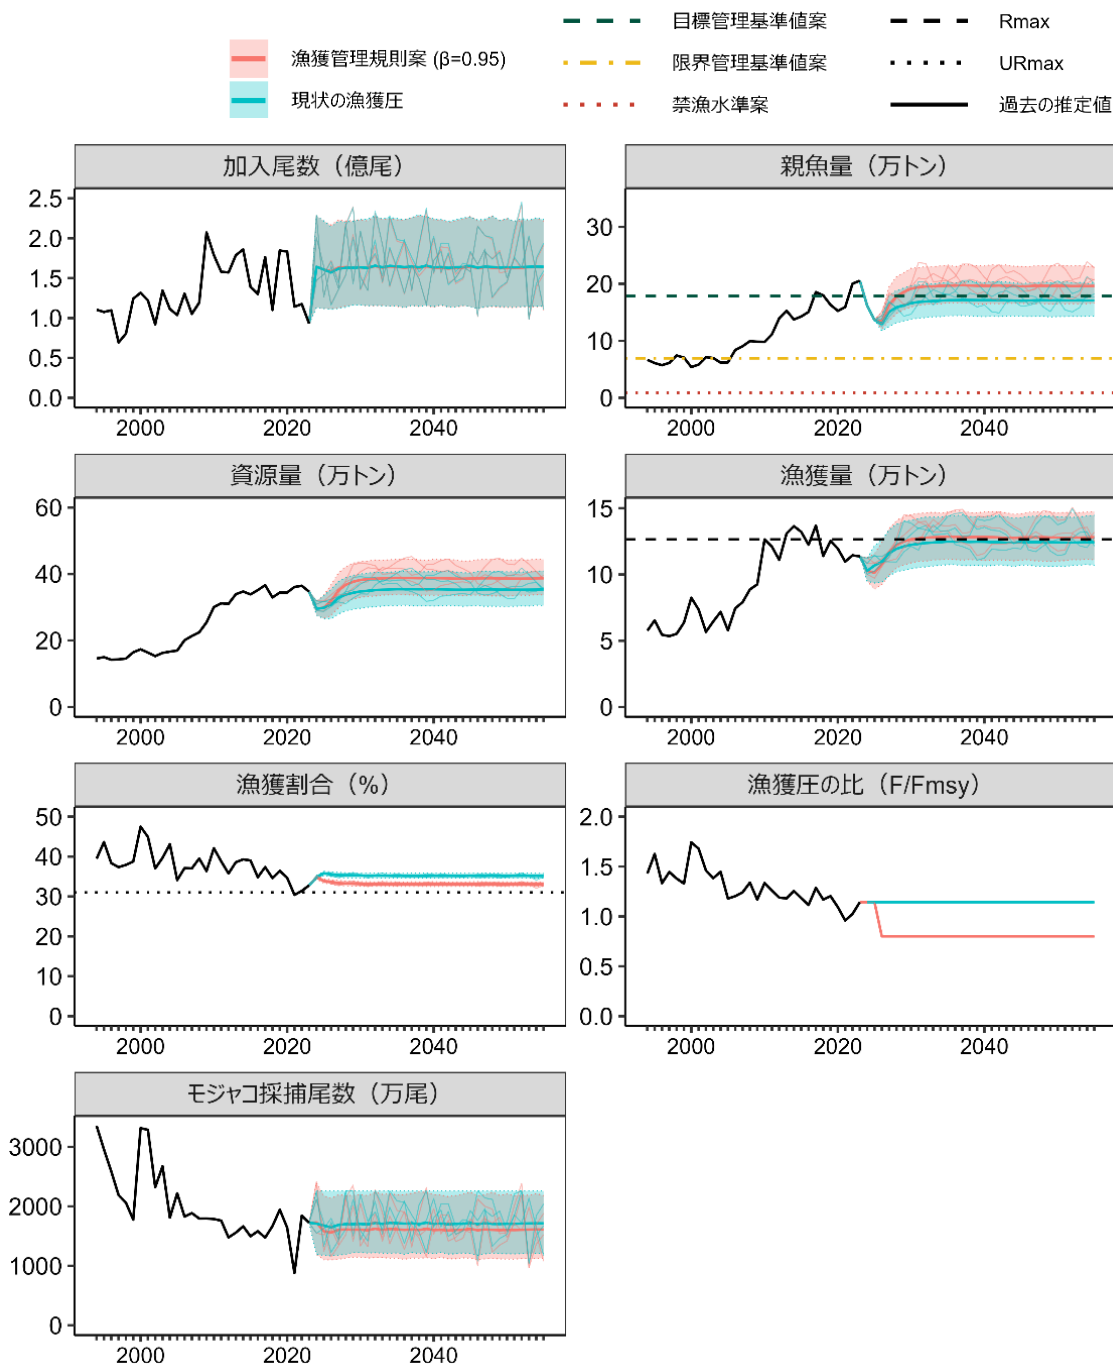 漁獲管理規則案 (β=0.95)
現状の漁獲圧
目標管理基準値案
限界管理基準値案
禁漁水準案
Rmax
URmax
過去の推定値
加入尾数（億尾）
2.5
2.0
1.5
1.0
0.5
0.0
2000 2020 2040
親魚量（万トン）
30
20
10
0
2000 2020 2040
資源量（万トン）
60
40
20
0
2000 2020 2040
漁獲量（万トン）
15
10
5
0
2000 2020 2040
漁獲割合（%）
50
40
30
20
10
0
2000 2020 2040
漁獲圧の比（F/Fmsy）
2.0
1.5
1.0
0.5
0.0
2000 2020 2040
モジャコ採捕尾数（万尾）
3000
2000
1000
0
2000 2020 2040